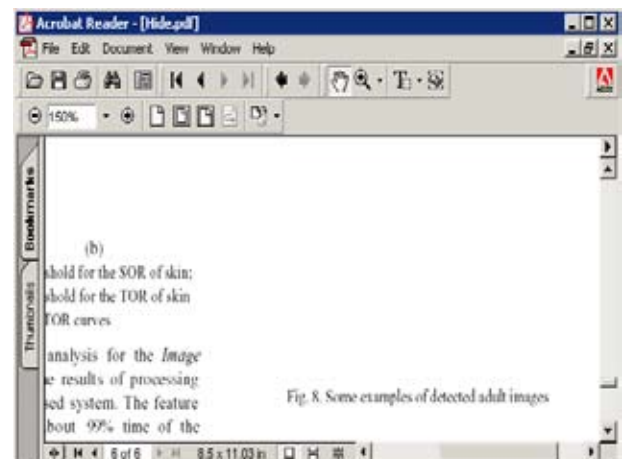 Acrobat Reader - [Hide.pdf]
File Edit Document View Window Help
150%
Bookmarks
Thumbnails
(b)
shold for the SOR of skin;
shold for the TOR of skin
TOR curves
analysis for the Image
e results of processing
sed system. The feature
bout 99% time of the
Fig. 8. Some examples of detected adult images
6 of 6 8.5 x 11.03 in